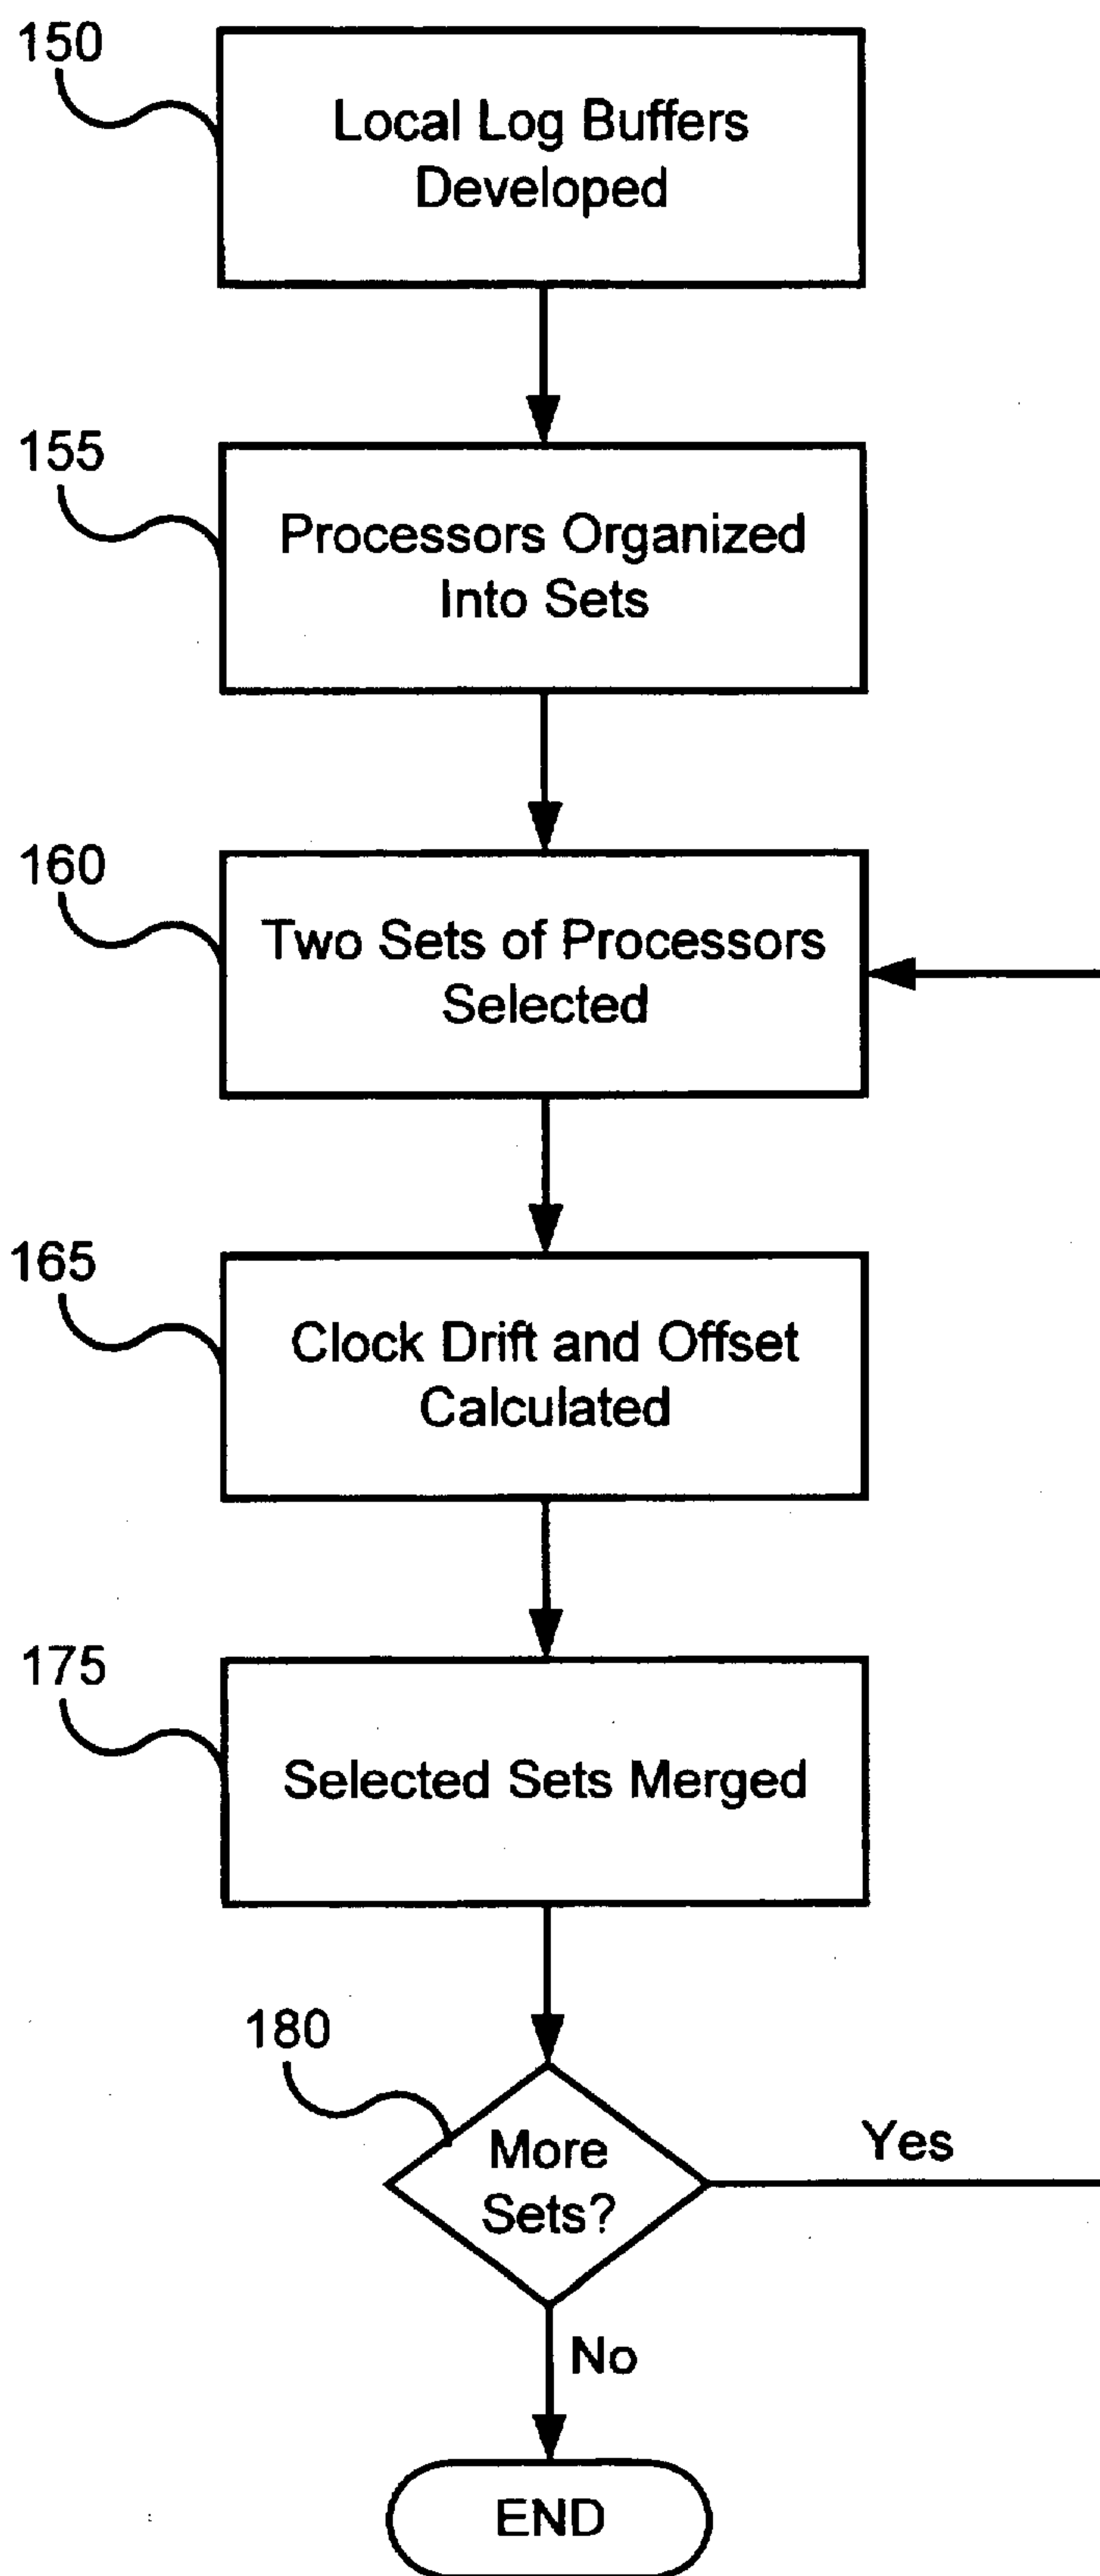 150
Local Log Buffers
Developed
155
Processors Organized
Into Sets
160
Two Sets of Processors
Selected
165
Clock Drift and Offset
Calculated
175
Selected Sets Merged
180
More
Sets?
Yes
No
END